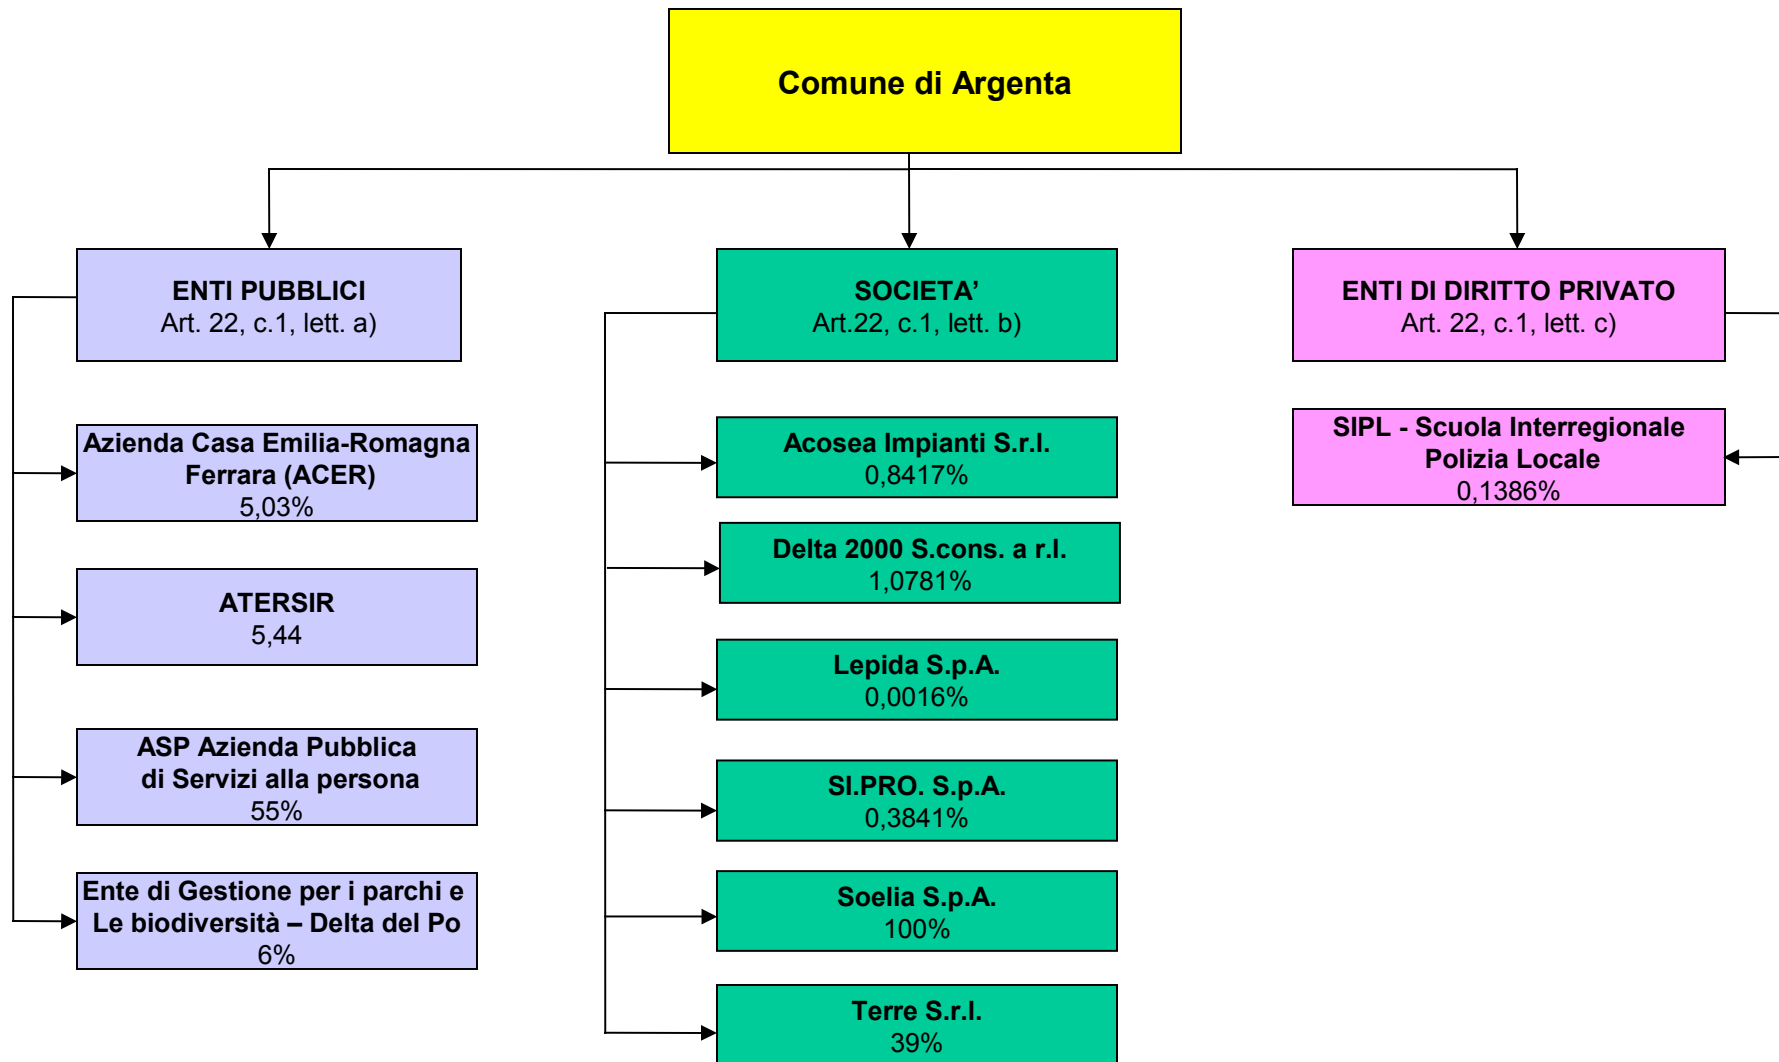 Comune di Argenta
ENTI PUBBLICI
Art. 22, c.1, lett. a)
Azienda Casa Emilia-Romagna
Ferrara (ACER)
5,03%
ATERSIR
5,44
ASP Azienda Pubblica
di Servizi alla persona
55%
Ente di Gestione per i parchi e
Le biodiversità – Delta del Po
6%
SOCIETA’
Art.22, c.1, lett. b)
Acosea Impianti S.r.l.
0,8417%
Delta 2000 S.cons. a r.l.
1,0781%
Lepida S.p.A.
0,0016%
SI.PRO. S.p.A.
0,3841%
Soelia S.p.A.
100%
Terre S.r.l.
39%
ENTI DI DIRITTO PRIVATO
Art. 22, c.1, lett. c)
SIPL - Scuola Interregionale
Polizia Locale
0,1386%